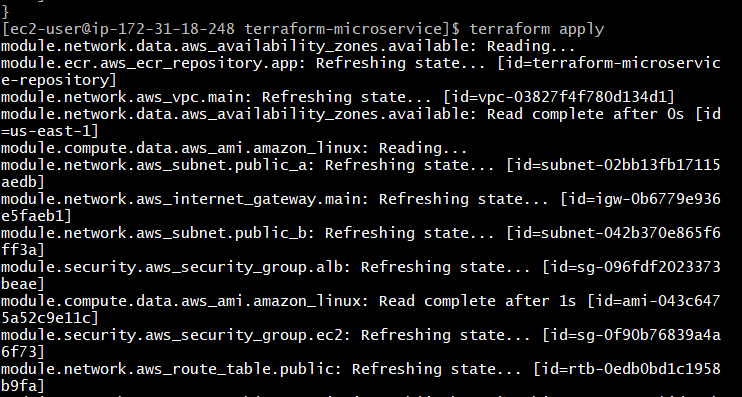 }
[ec2-user@ip-172-31-18-248 terraform-microservice]$ terraform apply
module.network.data.aws_availability_zones.available: Reading...
module.ecr.aws_ecr_repository.app: Refreshing state... [id=terraform-microservic
e-repository]
module.network.aws_vpc.main: Refreshing state... [id=vpc-03827f4f780d134d1]
module.network.data.aws_availability_zones.available: Read complete after 0s [id
=us-east-1]
module.compute.data.aws_ami.amazon_linux: Reading...
module.network.aws_subnet.public_a: Refreshing state... [id=subnet-02bb13fb17115
aedb]
module.network.aws_internet_gateway.main: Refreshing state... [id=igw-0b6779e936
e5faeb1]
module.network.aws_subnet.public_b: Refreshing state... [id=subnet-042b370e865f6
ff3a]
module.security.aws_security_group.alb: Refreshing state... [id=sg-096fdf2023373
beae]
module.compute.data.aws_ami.amazon_linux: Read complete after 1s [id=ami-043c647
5a52c9e11c]
module.security.aws_security_group.ec2: Refreshing state... [id=sg-0f90b76839a4a
6f73]
module.network.aws_route_table.public: Refreshing state... [id=rtb-0edb0bd1c1958
b9fa]